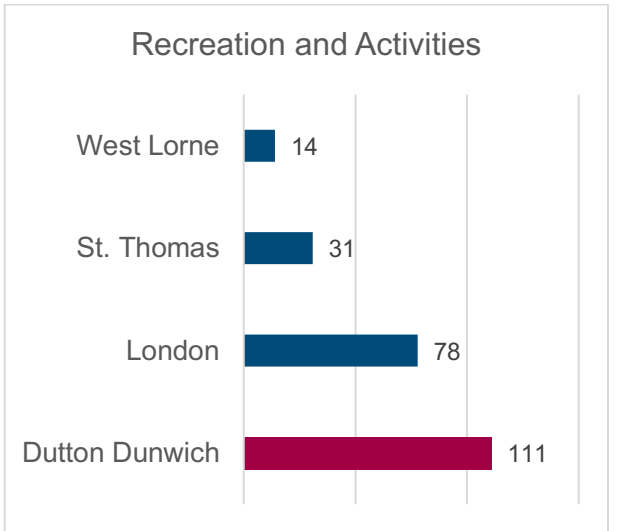 Recreation and Activities
West Lorne 14
St. Thomas 31
London 78
Dutton Dunwich 111